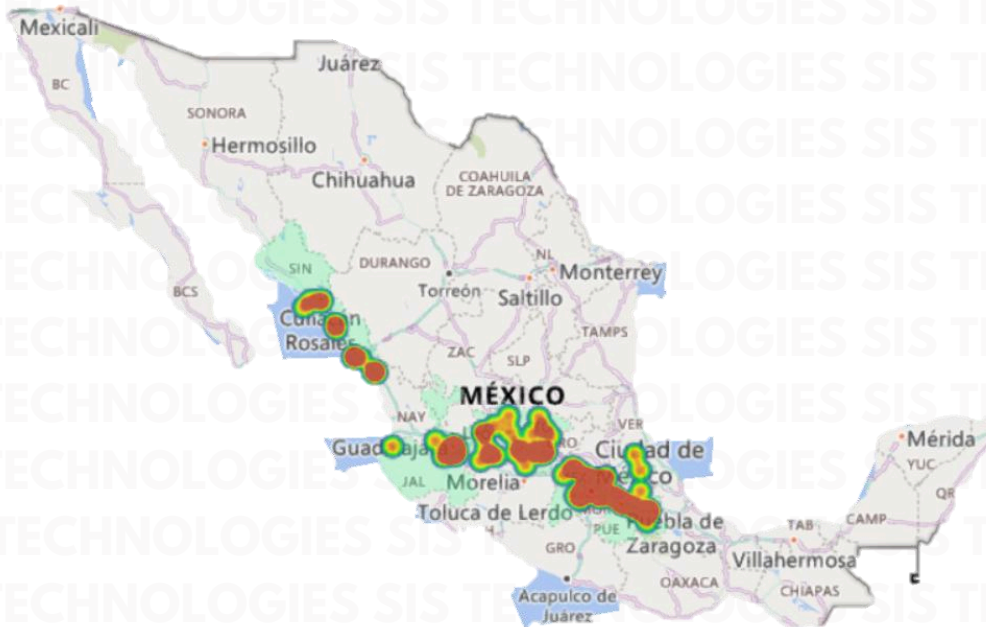 TECHNOLOGIES SIS TECHNOLOGIES SIS
Mexicali
Juárez
BC
SONORA
Hermosillo
Chihuahua
COAHUILA
DE ZARAGOZA
SIN
DURANGO
NL
Monterrey
Torreón
Saltillo
BCS
Rosales
TAMPS
ZAC
SLP
MÉXICO
NAY
VER
Ciudad de
México
Mérida
YUC
JAL
Morelia
QR
Toluca de Lerdo
PUE
Puebla de
Zaragoza
TAB
CAMP
Villahermosa
GRO
OAXACA
CHIAPAS
Acapulco de
Juárez